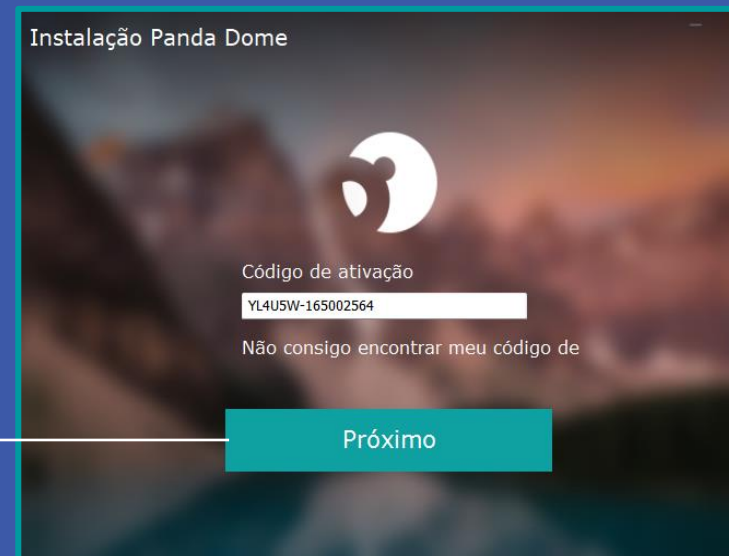 Instalação Panda Dome
Código de ativação
YL4U5W-165002564
Não consigo encontrar meu código de
Próximo